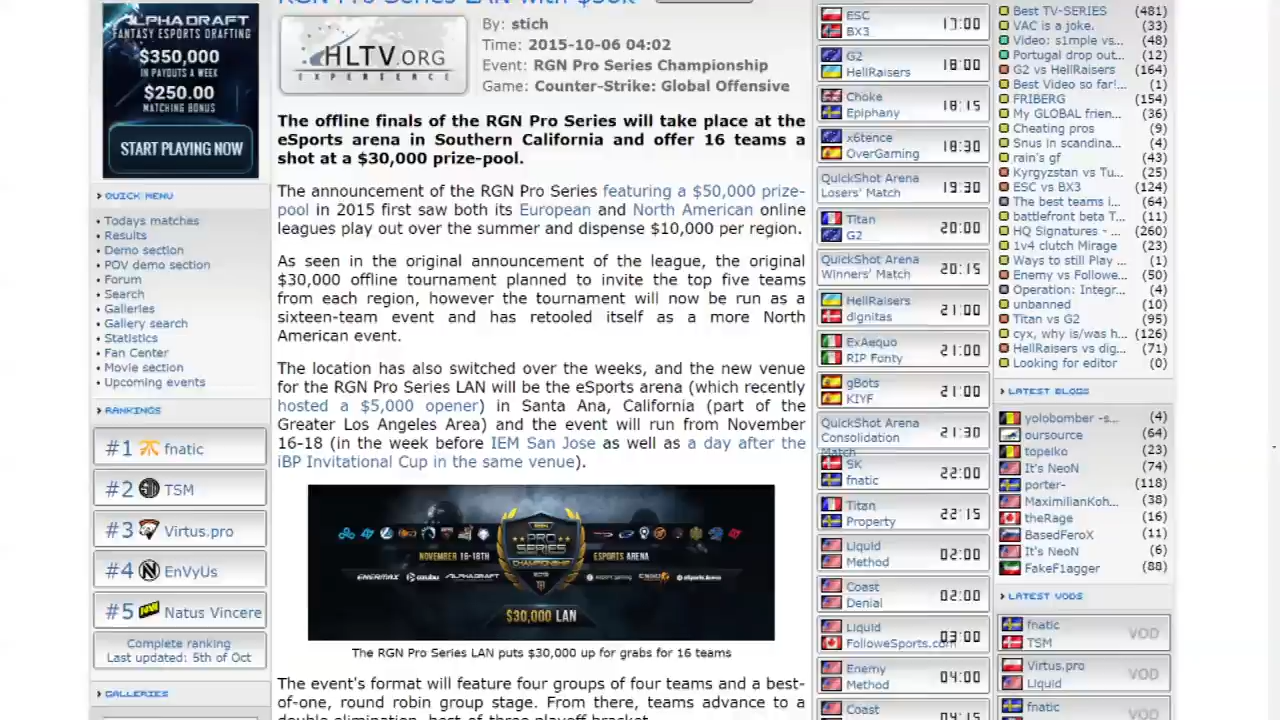 ALPHADRAFT
FANTASY ESPORTS DRAFTING
$350,000
IN PAYOUTS A WEEK
$250.00
MATCHING BONUS
START PLAYING NOW
QUICK MENU
• Todays matches
• Results
• Demo section
• POV demo section
• Forum
• Search
• Galleries
• Gallery search
• Statistics
• Fan Center
• Movie section
• Upcoming events
RANKINGS
#1 fnatic
#2 TSM
#3 Virtus.pro
#4 EnVyUs
#5 Natus Vincere
Complete ranking
Last updated: 5th of Oct
GALLERIES
RGN Pro Series LAN with $30k
HLTV.ORG
EXPERIENCE
By: stich
Time: 2015-10-06 04:02
Event: RGN Pro Series Championship
Game: Counter-Strike: Global Offensive
The offline finals of the RGN Pro Series will take place at the
eSports arena in Southern California and offer 16 teams a
shot at a $30,000 prize-pool.
The announcement of the RGN Pro Series featuring a $50,000 prize-
pool in 2015 first saw both its European and North American online
leagues play out over the summer and dispense $10,000 per region.
As seen in the original announcement of the league, the original
$30,000 offline tournament planned to invite the top five teams
from each region, however the tournament will now be run as a
sixteen-team event and has retooled itself as a more North
American event.
The location has also switched over the weeks, and the new venue
for the RGN Pro Series LAN will be the eSports arena (which recently
hosted a $5,000 opener) in Santa Ana, California (part of the
Greater Los Angeles Area) and the event will run from November
16-18 (in the week before IEM San Jose as well as a day after the
iBP Invitational Cup in the same venue).
PRO
SERIES
CHAMPIONSHIP
NOVEMBER 16-18TH
ESPORTS ARENA
ENERMAX
ALPHADRAFT
$30,000 LAN
The RGN Pro Series LAN puts $30,000 up for grabs for 16 teams
The event's format will feature four groups of four teams and a best-
of-one, round robin group stage. From there, teams advance to a
double elimination, best-of-three playoff bracket.
ESC
BX3
17:00
G2
HellRaisers
18:00
Choke
Epiphany
18:15
x6tence
OverGaming
18:30
QuickShot Arena
Losers' Match
19:30
Titan
G2
20:00
QuickShot Arena
Winners' Match
20:15
HellRaisers
dignitas
21:00
ExAequo
RIP Fonty
21:00
gBots
KIYF
21:00
QuickShot Arena
Consolidation
Match
21:30
SK
fnatic
22:00
Titan
Property
22:15
Liquid
Method
Coast
Denial
02:00
Liquid
FolloweSports.com
03:00
Enemy
Method
04:00
Coast
04:15
Best TV-SERIES (481)
VAC is a joke. (33)
Video: s1mple vs... (48)
Portugal drop out... (12)
G2 vs HellRaisers (164)
Best Video so far!... (1)
FRIBERG (154)
My GLOBAL frien... (36)
Cheating pros (9)
Snus in scandina... (4)
rain's gf (43)
Kyrgyzstan vs Tu... (25)
ESC vs BX3 (124)
The best teams i... (64)
battlefront beta T... (11)
HQ Signatures - ... (260)
1v4 clutch Mirage (23)
Ways to still Play ... (1)
Enemy vs Followe... (50)
Operation: Integr... (4)
unbanned (10)
Titan vs G2 (95)
cyx, why is/was h... (126)
HellRaisers vs dig... (71)
Looking for editor (0)
LATEST BLOGS
yolobomber -s... (4)
oursource (64)
topeiko (23)
It's NeoN (74)
porter- (118)
MaximilianKoh... (38)
theRage (16)
BasedFeroX (11)
It's NeoN (6)
FakeF1agger (88)
LATEST VODS
fnatic
TSM
VOD
Virtus.pro
Liquid
VOD
fnatic
VOD